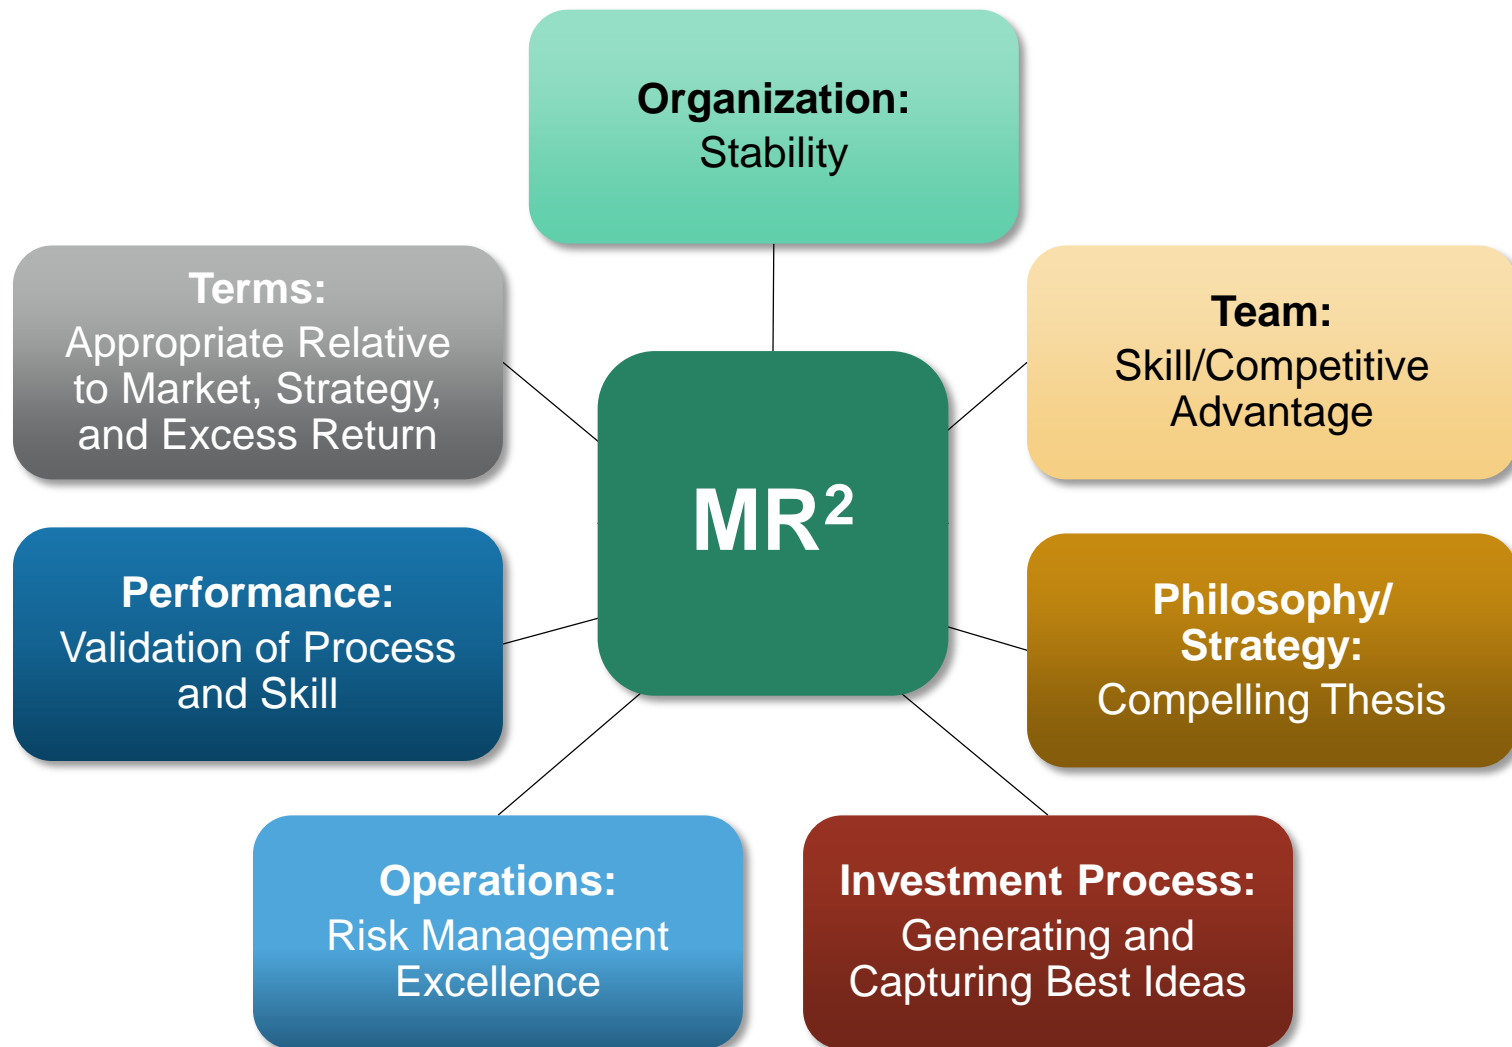 Organization:
Stability
Terms:
Appropriate Relative
to Market, Strategy,
and Excess Return
Team:
Skill/Competitive
Advantage
MR²
Performance:
Validation of Process
and Skill
Philosophy/
Strategy:
Compelling Thesis
Operations:
Risk Management
Excellence
Investment Process:
Generating and
Capturing Best Ideas